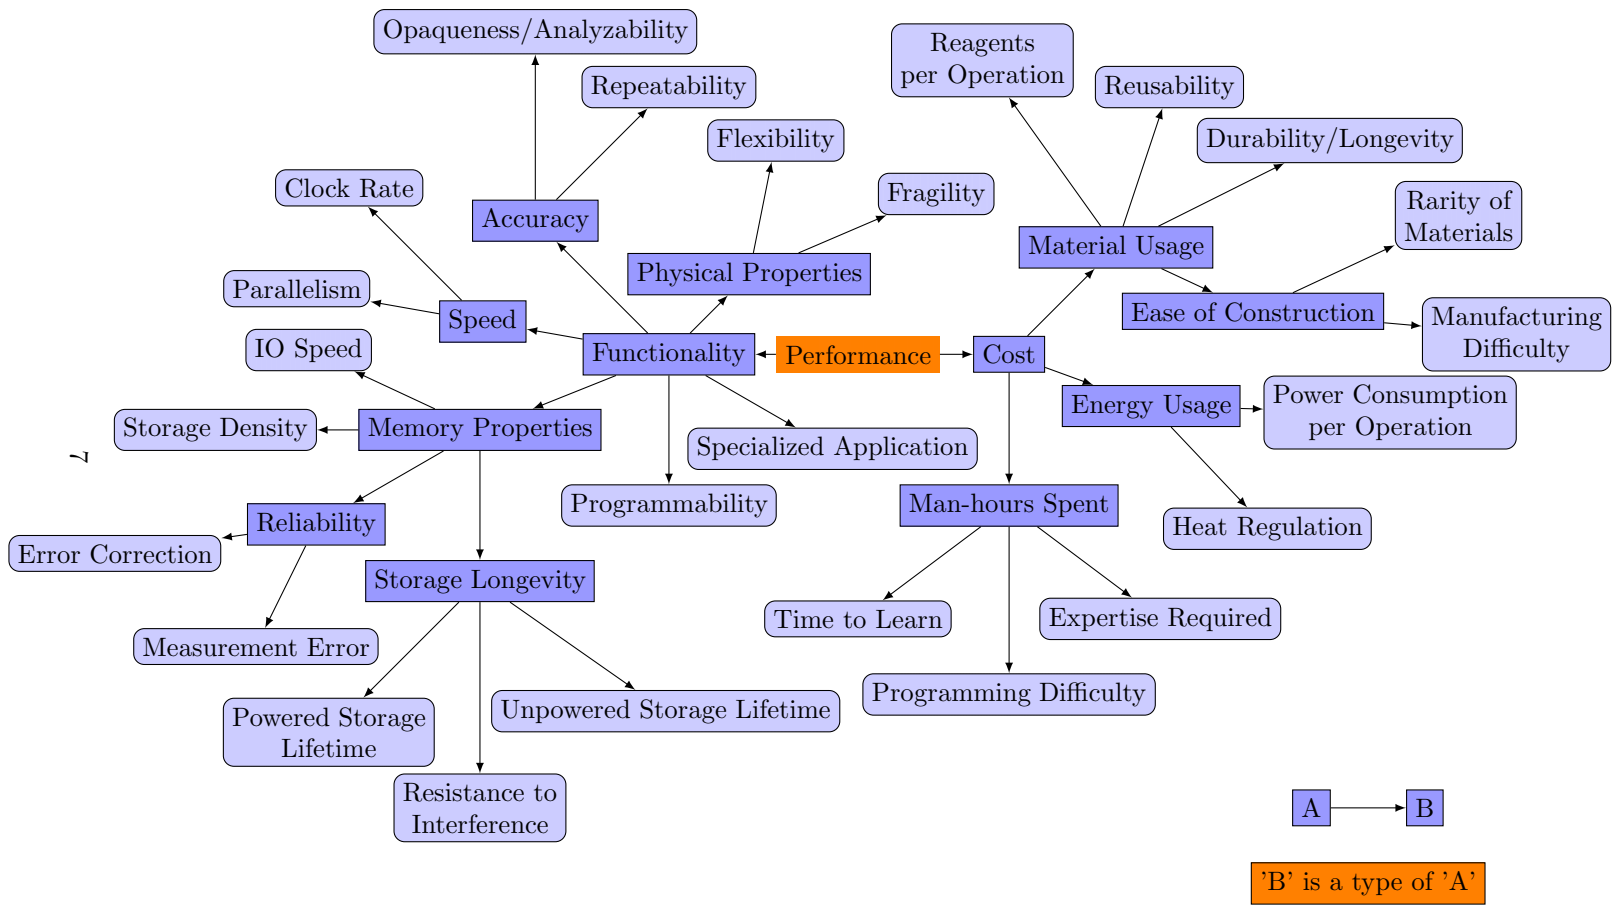 Opaqueness/Analyzability
Reagents
per Operation
Repeatability
Reusability
Flexibility
Durability/Longevity
Clock Rate
Fragility
Rarity of
Materials
Accuracy
Material Usage
Physical Properties
Parallelism
Ease of Construction
Speed
Manufacturing
Difficulty
IO Speed
Functionality
Performance
Cost
Energy Usage
Power Consumption
per Operation
Storage Density
Memory Properties
Specialized Application
7
Programmability
Man-hours Spent
Reliability
Heat Regulation
Error Correction
Storage Longevity
Time to Learn
Expertise Required
Measurement Error
Programming Difficulty
Powered Storage
Lifetime
Unpowered Storage Lifetime
Resistance to
Interference
A
B
'B' is a type of 'A'